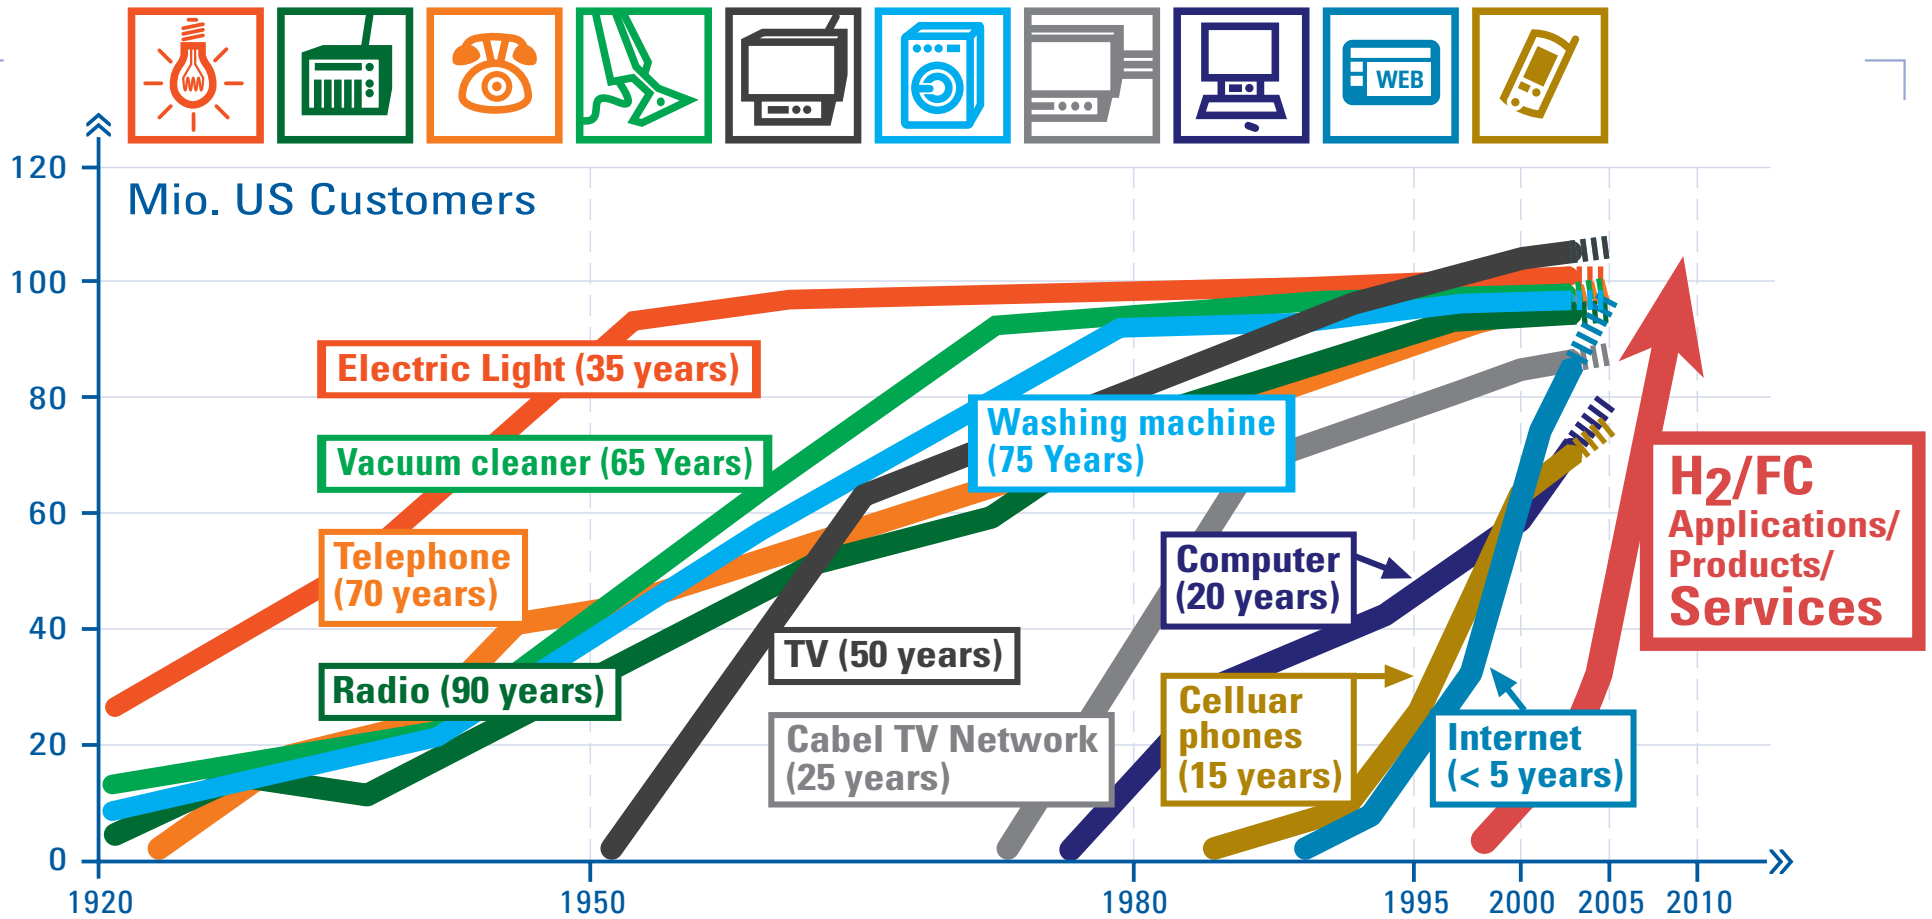 WEB
120
Mio. US Customers
100
80
60
40
20
0
Electric Light (35 years)
Vacuum cleaner (65 Years)
Telephone
(70 years)
Radio (90 years)
Washing machine
(75 Years)
TV (50 years)
Cabel TV Network
(25 years)
Computer
(20 years)
Celluar
phones
(15 years)
Internet
(< 5 years)
H2/FC
Applications/
Products/
Services
1920
1950
1980
1995
2000
2005
2010